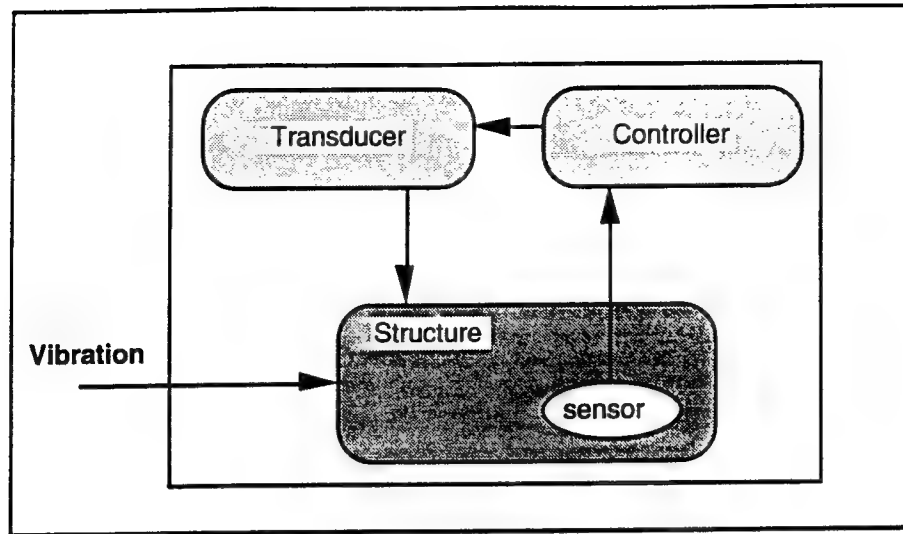 Transducer
Controller
Structure
Vibration
sensor